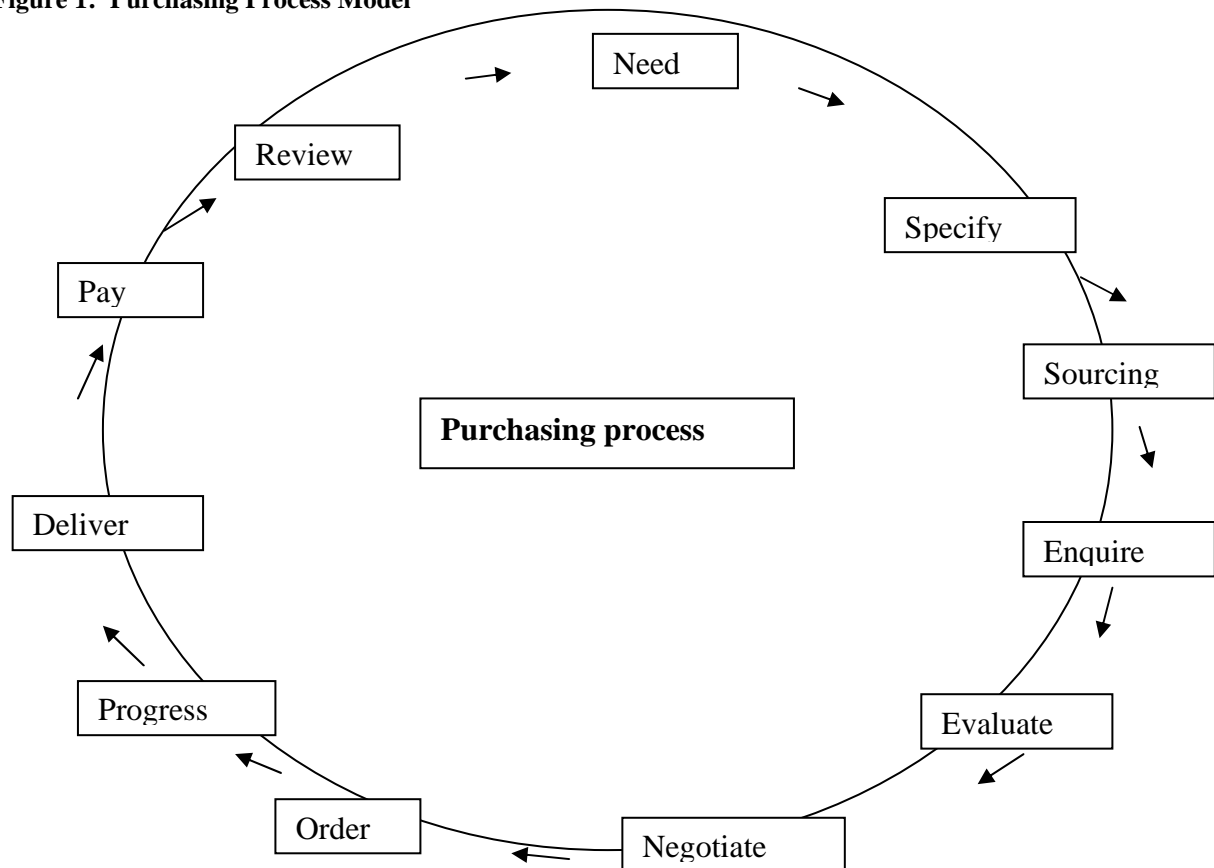 Figure 1: Purchasing Process Model
Need
Review
Specify
Pay
Sourcing
Purchasing process
Deliver
Enquire
Progress
Evaluate
Order
Negotiate